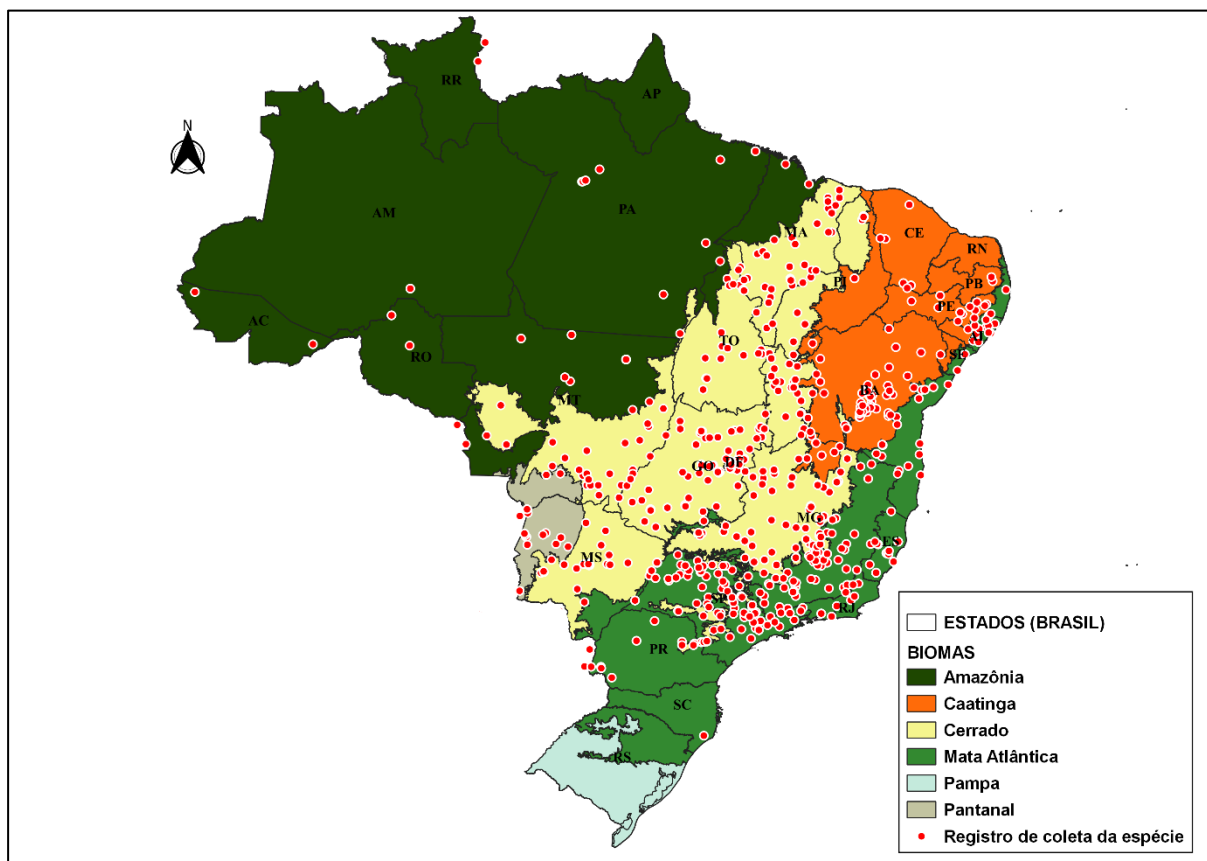 N
RR
AP
AM
PA
MA
CE
RN
PI
PB
PE
AC
AL
SE
RO
TO
BA
MT
GO
DF
MG
MS
ES
SP
RJ
PR
SC
RS
ESTADOS (BRASIL)
BIOMAS
Amazônia
Caatinga
Cerrado
Mata Atlântica
Pampa
Pantanal
Registro de coleta da espécie